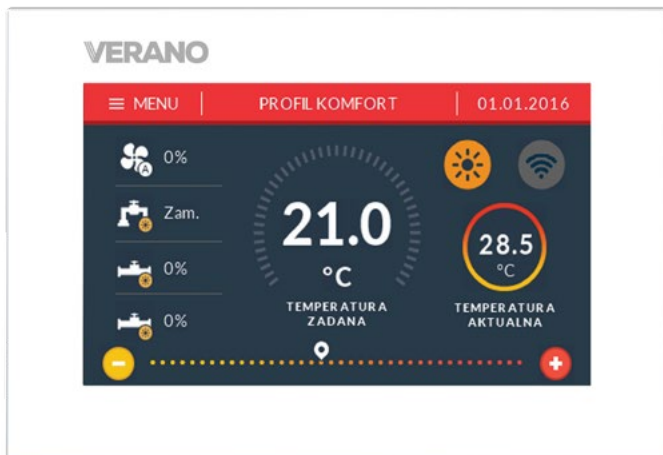 VERANO
MENU
PROFIL KOMFORT
01.01.2016
A 0%
Zam.
0%
0%
21.0
°C
TEMPERATURA
ZADANA
28.5
°C
TEMPERATURA
AKTUALNA